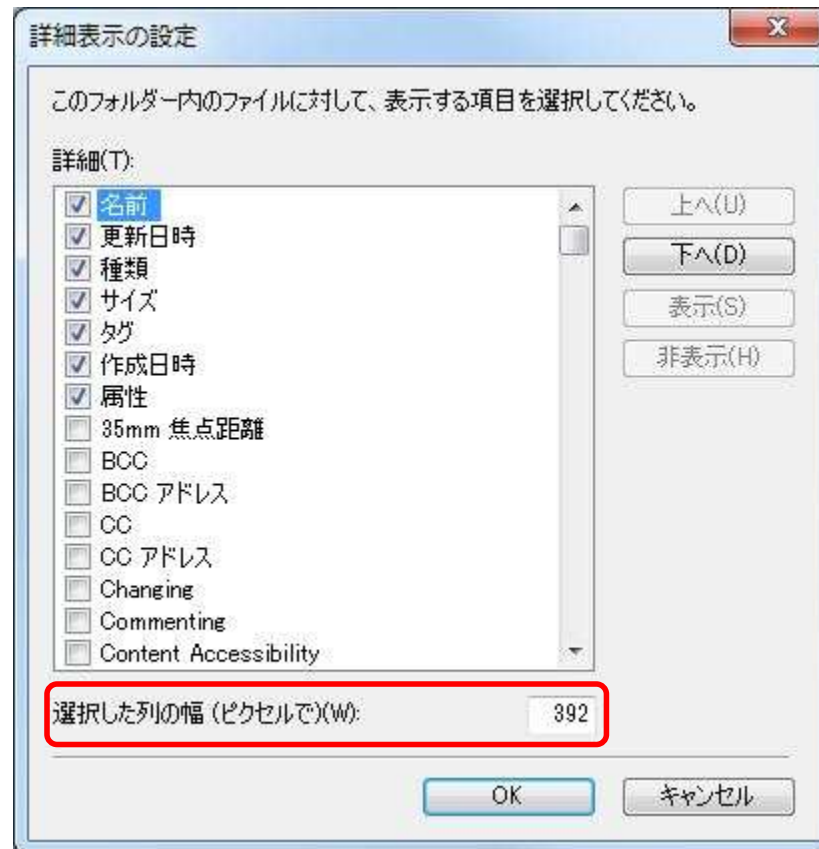 詳細表示の設定
このフォルダー内のファイルに対して、表示する項目を選択してください。
詳細(T):
名前
更新日時
種類
サイズ
タグ
作成日時
属性
35mm 焦点距離
BCC
BCC アドレス
CC
CC アドレス
Changing
Commenting
Content Accessibility
上へ(U)
下へ(D)
表示(S)
非表示(H)
選択した列の幅 (ピクセルで)(W): 392
OK
キャンセル